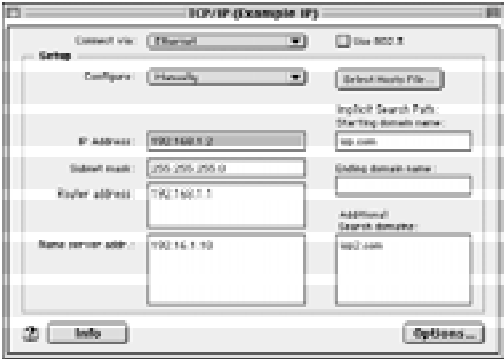 TCP/IP (Example IP)
Connect via: Ethernet
Use 802.3
Setup
Configure: Manually
Select Hosts File...
Implicit Search Path:
Starting domain name:
IP Address: 192.168.1.2
isp.com
Subnet mask: 255.255.255.0
Ending domain name:
Router address: 192.168.1.1
Additional
Search domains:
Name server addr.: 192.16.1.10
isp2.com
Info
Options...